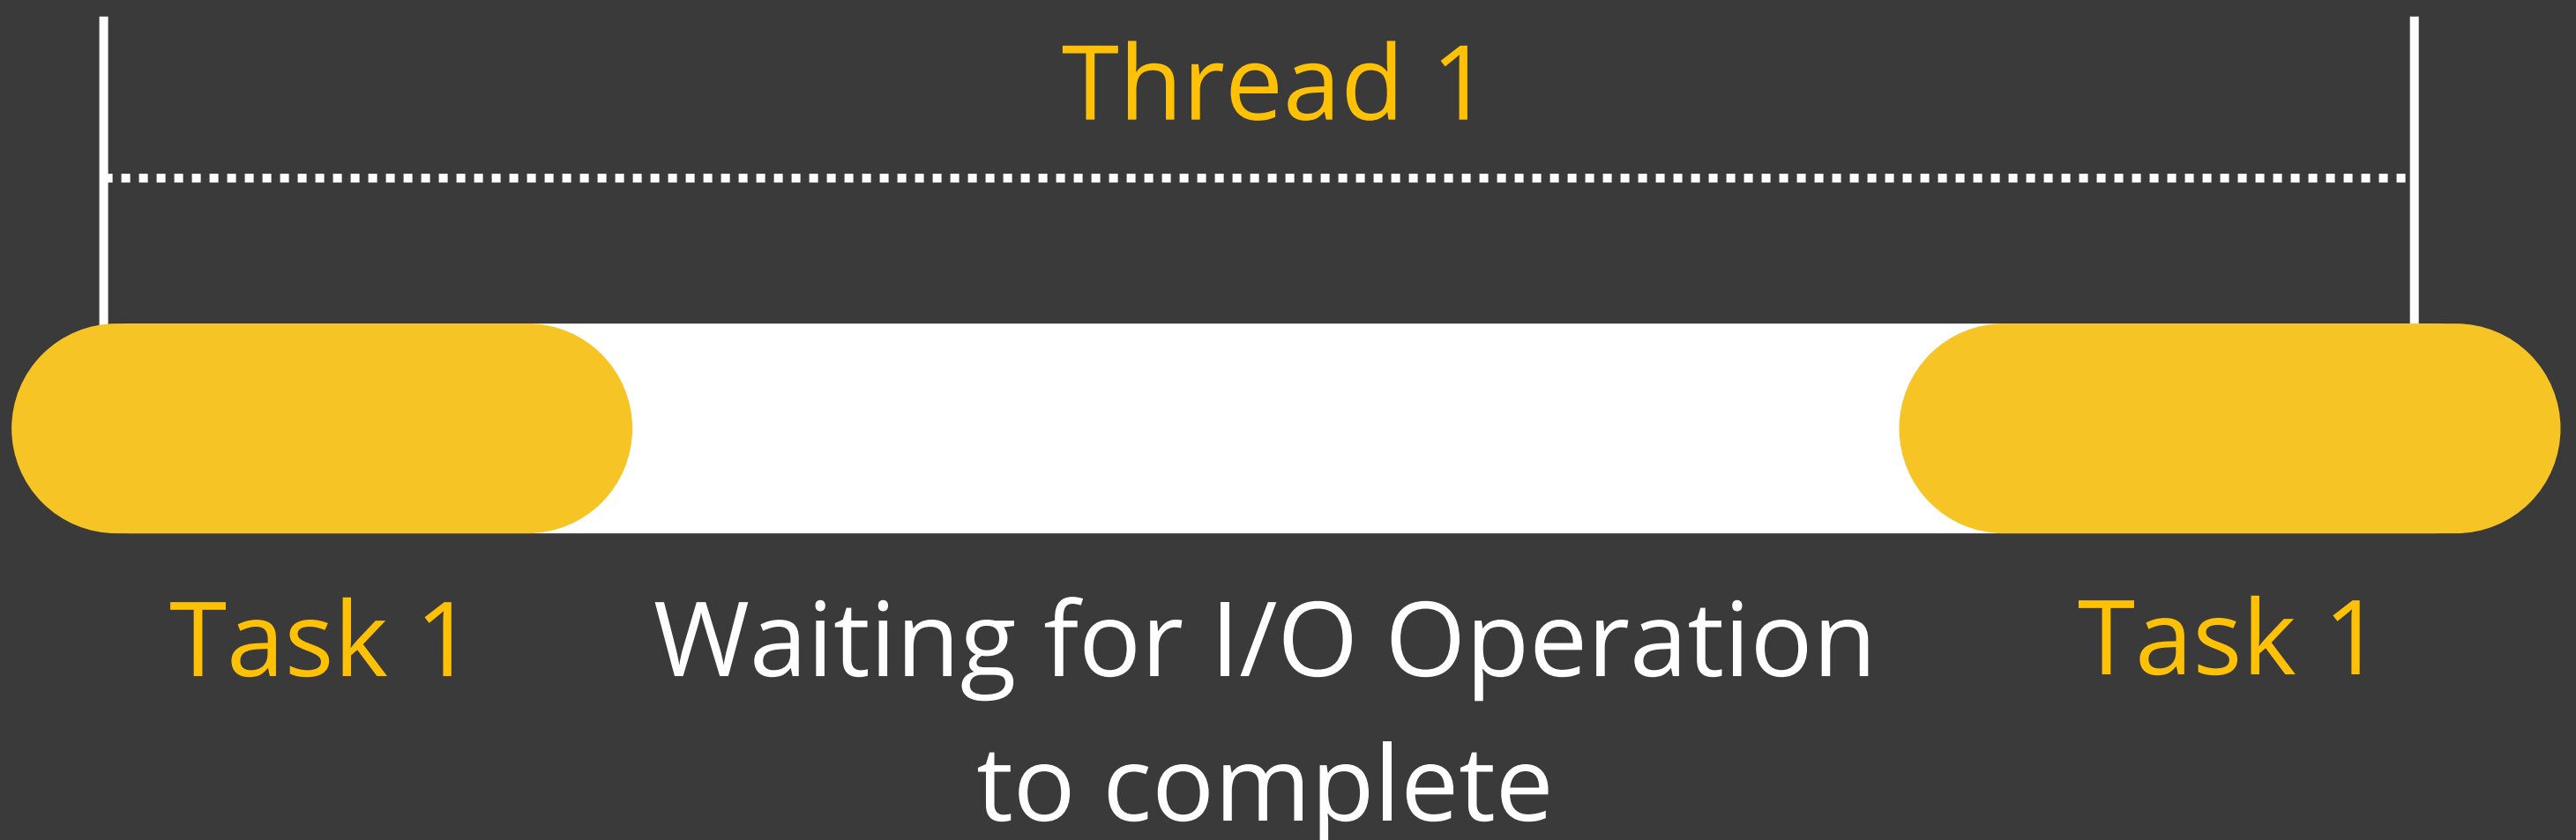 Thread 1
Task 1
Waiting for I/O Operation
to complete
Task 1